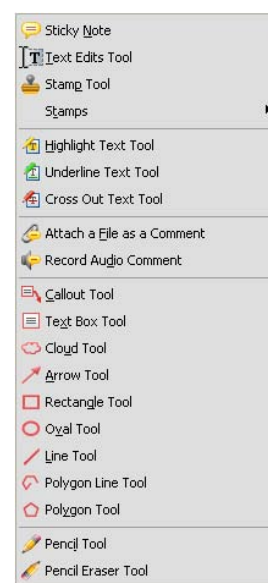 Sticky Note
Text Edits Tool
Stamp Tool
Stamps
Highlight Text Tool
Underline Text Tool
Cross Out Text Tool
Attach a File as a Comment
Record Audio Comment
Callout Tool
Text Box Tool
Cloud Tool
Arrow Tool
Rectangle Tool
Oval Tool
Line Tool
Polygon Line Tool
Polygon Tool
Pencil Tool
Pencil Eraser Tool